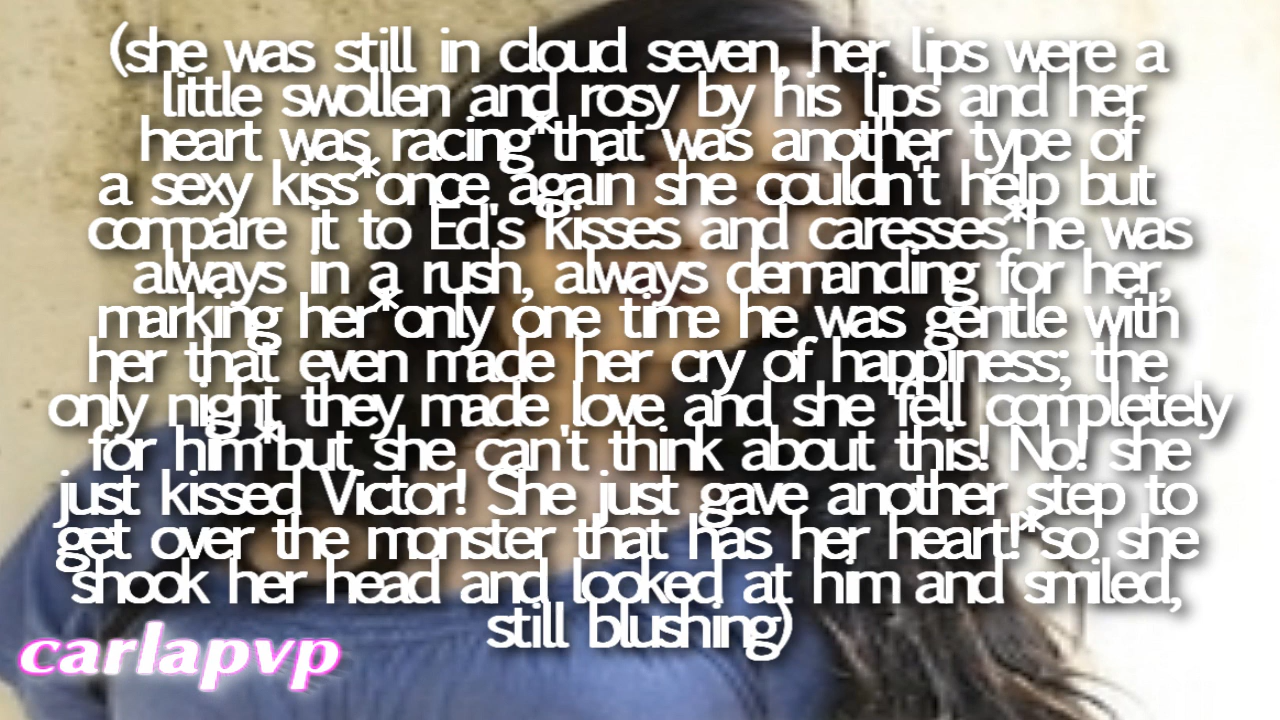 (she was still in cloud seven, her lips were a
little swollen and rosy by his lips and her
heart was racing*that was another type of
a sexy kiss*once again she couldn't help but
compare it to Ed's kisses and caresses*he was
always in a rush, always demanding for her,
marking her*only one time he was gentle with
her that even made her cry of happiness; the
only night they made love and she fell completely
for him*but she can't think about this! No! she
just kissed Victor! She just gave another step to
get over the monster that has her heart!*so she
shook her head and looked at him and smiled,
still blushing)
carlapvp